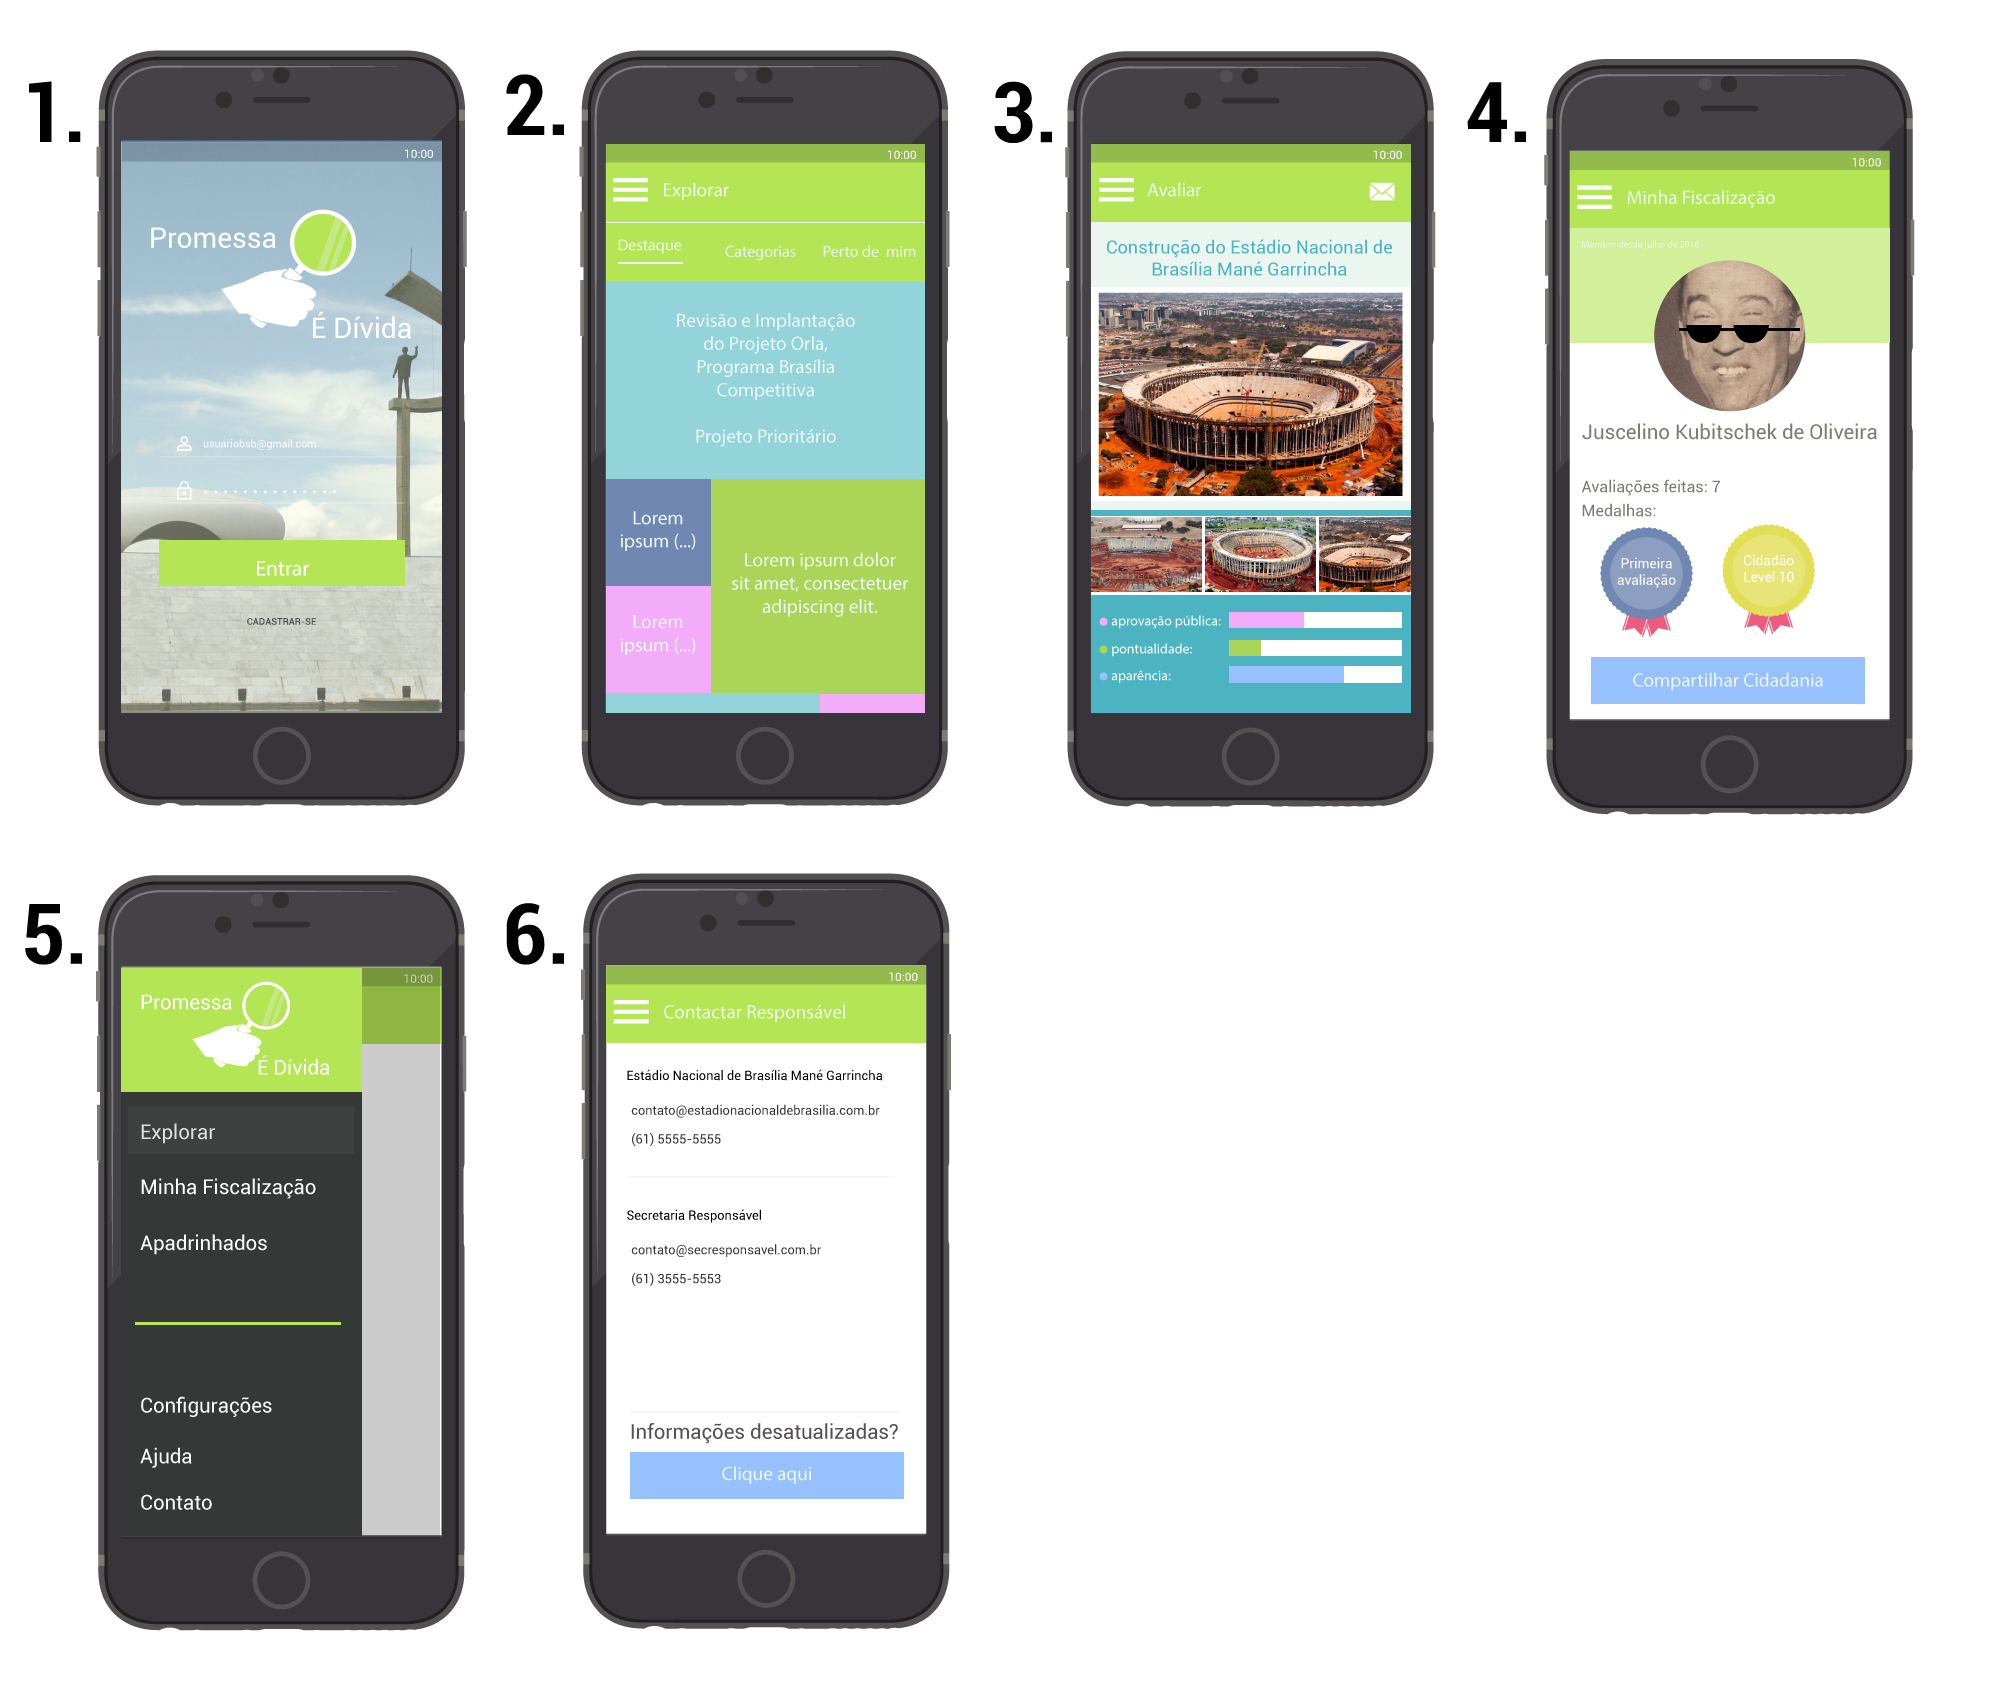 1.
10:00
Promessa
É Dívida
usuariobsb@gmail.com
Entrar
CADASTRAR-SE
2.
10:00
Explorar
Destaque Categorias Perto de mim
Revisão e Implantação
do Projeto Orla,
Programa Brasília
Competitiva
Projeto Prioritário
Lorem
ipsum (...)
Lorem ipsum dolor
sit amet, consectetuer
adipiscing elit.
Lorem
ipsum (...)
3.
10:00
Avaliar
Construção do Estádio Nacional de
Brasília Mané Garrincha
aprovação pública:
pontualidade:
aparência:
4.
10:00
Minha Fiscalização
Membro desde julho de 2016
Juscelino Kubitschek de Oliveira
Avaliações feitas: 7
Medalhas:
Primeira
avaliação
Cidadão
Level 10
Compartilhar Cidadania
5.
10:00
Promessa
É Dívida
Explorar
Minha Fiscalização
Apadrinhados
Configurações
Ajuda
Contato
6.
10:00
Contactar Responsável
Estádio Nacional de Brasília Mané Garrincha
contato@estadionacionaldebrasilia.com.br
(61) 5555-5555
Secretaria Responsável
contato@secresponsavel.com.br
(61) 3555-5553
Informações desatualizadas?
Clique aqui